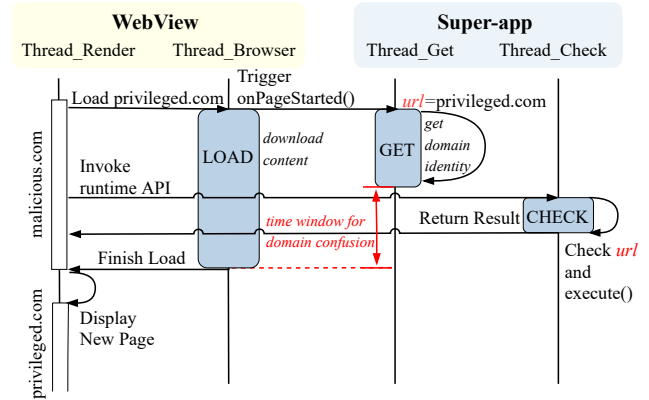 WebView
Super-app
Thread_Render
Thread_Browser
Thread_Get
Thread_Check
Load privileged.com
Trigger
onPageStarted()
url=privileged.com
malicious.com
LOAD
download
content
GET
get
domain
identity
Invoke
runtime API
time window for
domain confusion
Return Result
CHECK
Finish Load
Check url
and
execute()
privileged.com
Display
New Page